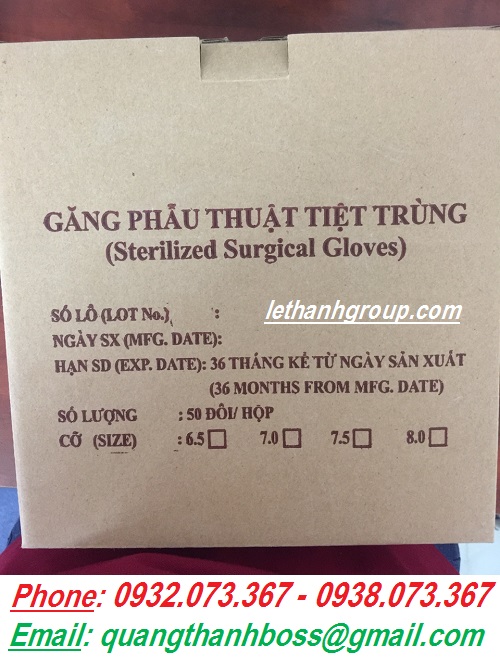 GĂNG PHẪU THUẬT TIỆT TRÙNG
(Sterilized Surgical Gloves)
SỐ LÔ (LOT No.) : lethanhgroup.com
NGÀY SX (MFG. DATE):
HẠN SD (EXP. DATE): 36 THÁNG KỂ TỪ NGÀY SẢN XUẤT
(36 MONTHS FROM MFG. DATE)
SỐ LƯỢNG : 50 ĐÔI/ HỘP
CỠ (SIZE) : 6.5 7.0 7.5 8.0
Phone: 0932.073.367 - 0938.073.367
Email: quangthanhboss@gmail.com